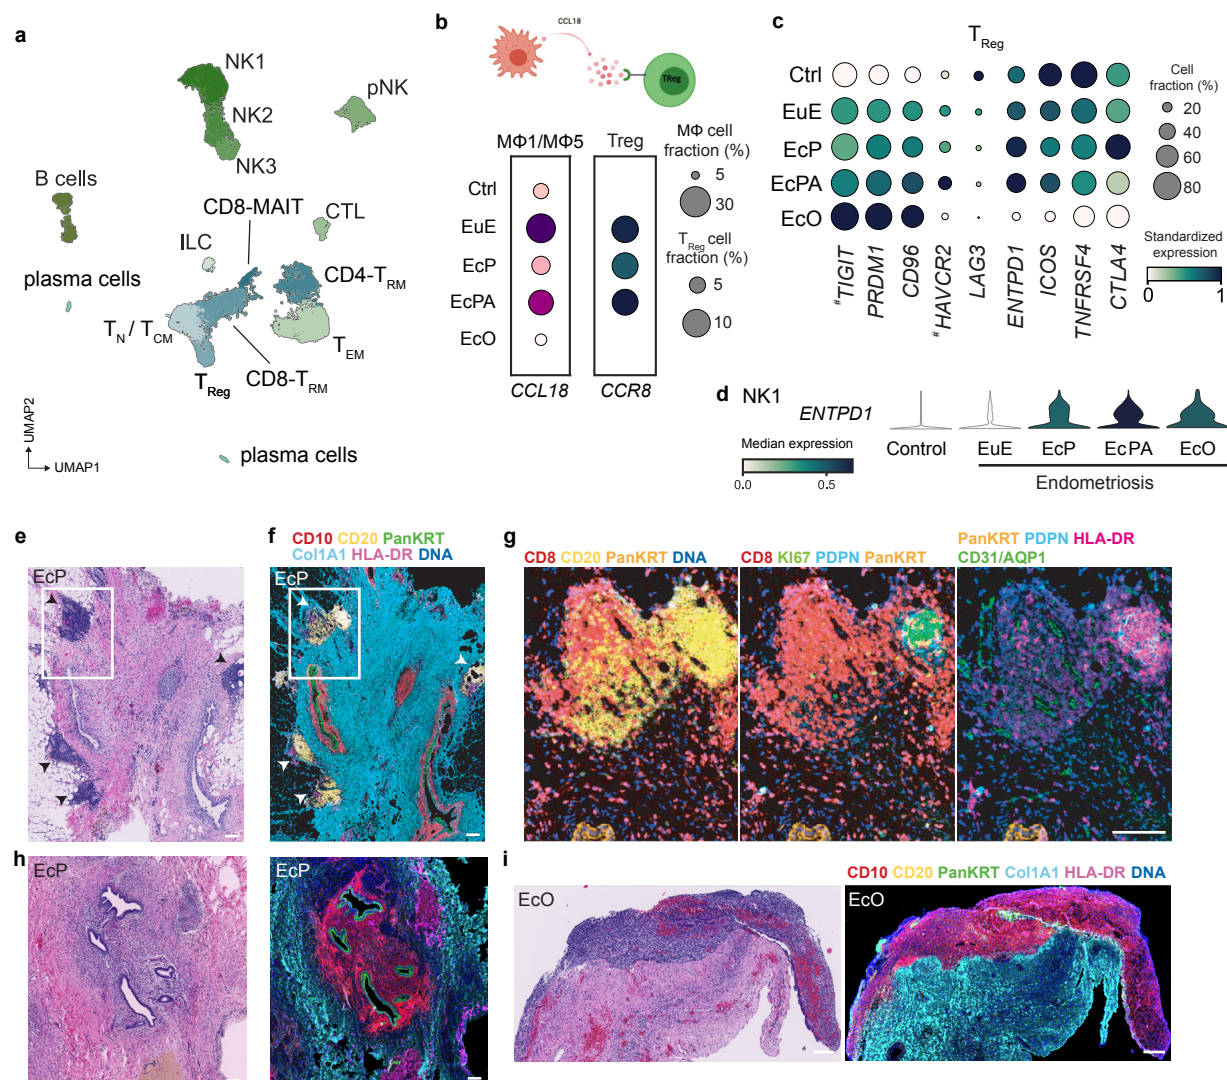 a
NK1
NK2
NK3
pNK
B cells
CD8-MAIT
CTL
ILC
plasma cells
CD4-TRM
TN / TCM
TEM
TReg
CD8-TRM
UMAP2
UMAP1
plasma cells
b
CCL18
TReg
MΦ1/MΦ5
Treg
MΦ cell
fraction (%)
5
30
TReg cell
fraction (%)
5
10
Ctrl
EuE
EcP
EcPA
EcO
CCL18
CCR8
c
TReg
Ctrl
EuE
EcP
EcPA
EcO
#TIGIT
PRDM1
CD96
#HAVCR2
LAG3
ENTPD1
ICOS
TNFRSF4
CTLA4
Cell
fraction (%)
20
40
60
80
Standardized
expression
0 1
d
NK1
ENTPD1
Median expression
0.0 0.5
Control EuE EcP EcPA EcO
Endometriosis
e
EcP
f
CD10 CD20 PanKRT
Col1A1 HLA-DR DNA
EcP
g
CD8 CD20 PanKRT DNA
CD8 KI67 PDPN PanKRT
PanKRT PDPN HLA-DR
CD31/AQP1
h
EcP
EcP
i
CD10 CD20 PanKRT Col1A1 HLA-DR DNA
EcO
EcO